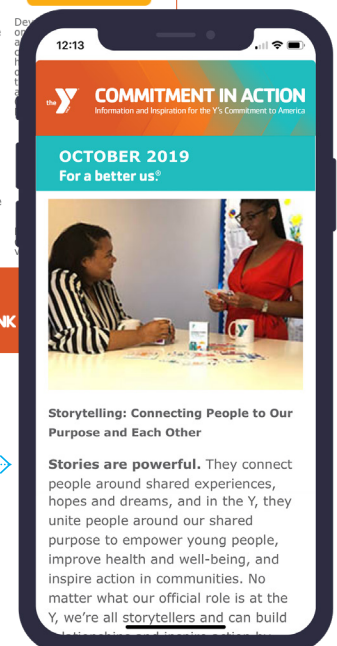 12:13
the Y
COMMITMENT IN ACTION
Information and Inspiration for the Y's Commitment to America
OCTOBER 2019
For a better us.®
Storytelling: Connecting People to Our
Purpose and Each Other
Stories are powerful. They connect
people around shared experiences,
hopes and dreams, and in the Y, they
unite people around our shared
purpose to empower young people,
improve health and well-being, and
inspire action in communities. No
matter what our official role is at the
Y, we're all storytellers and can build